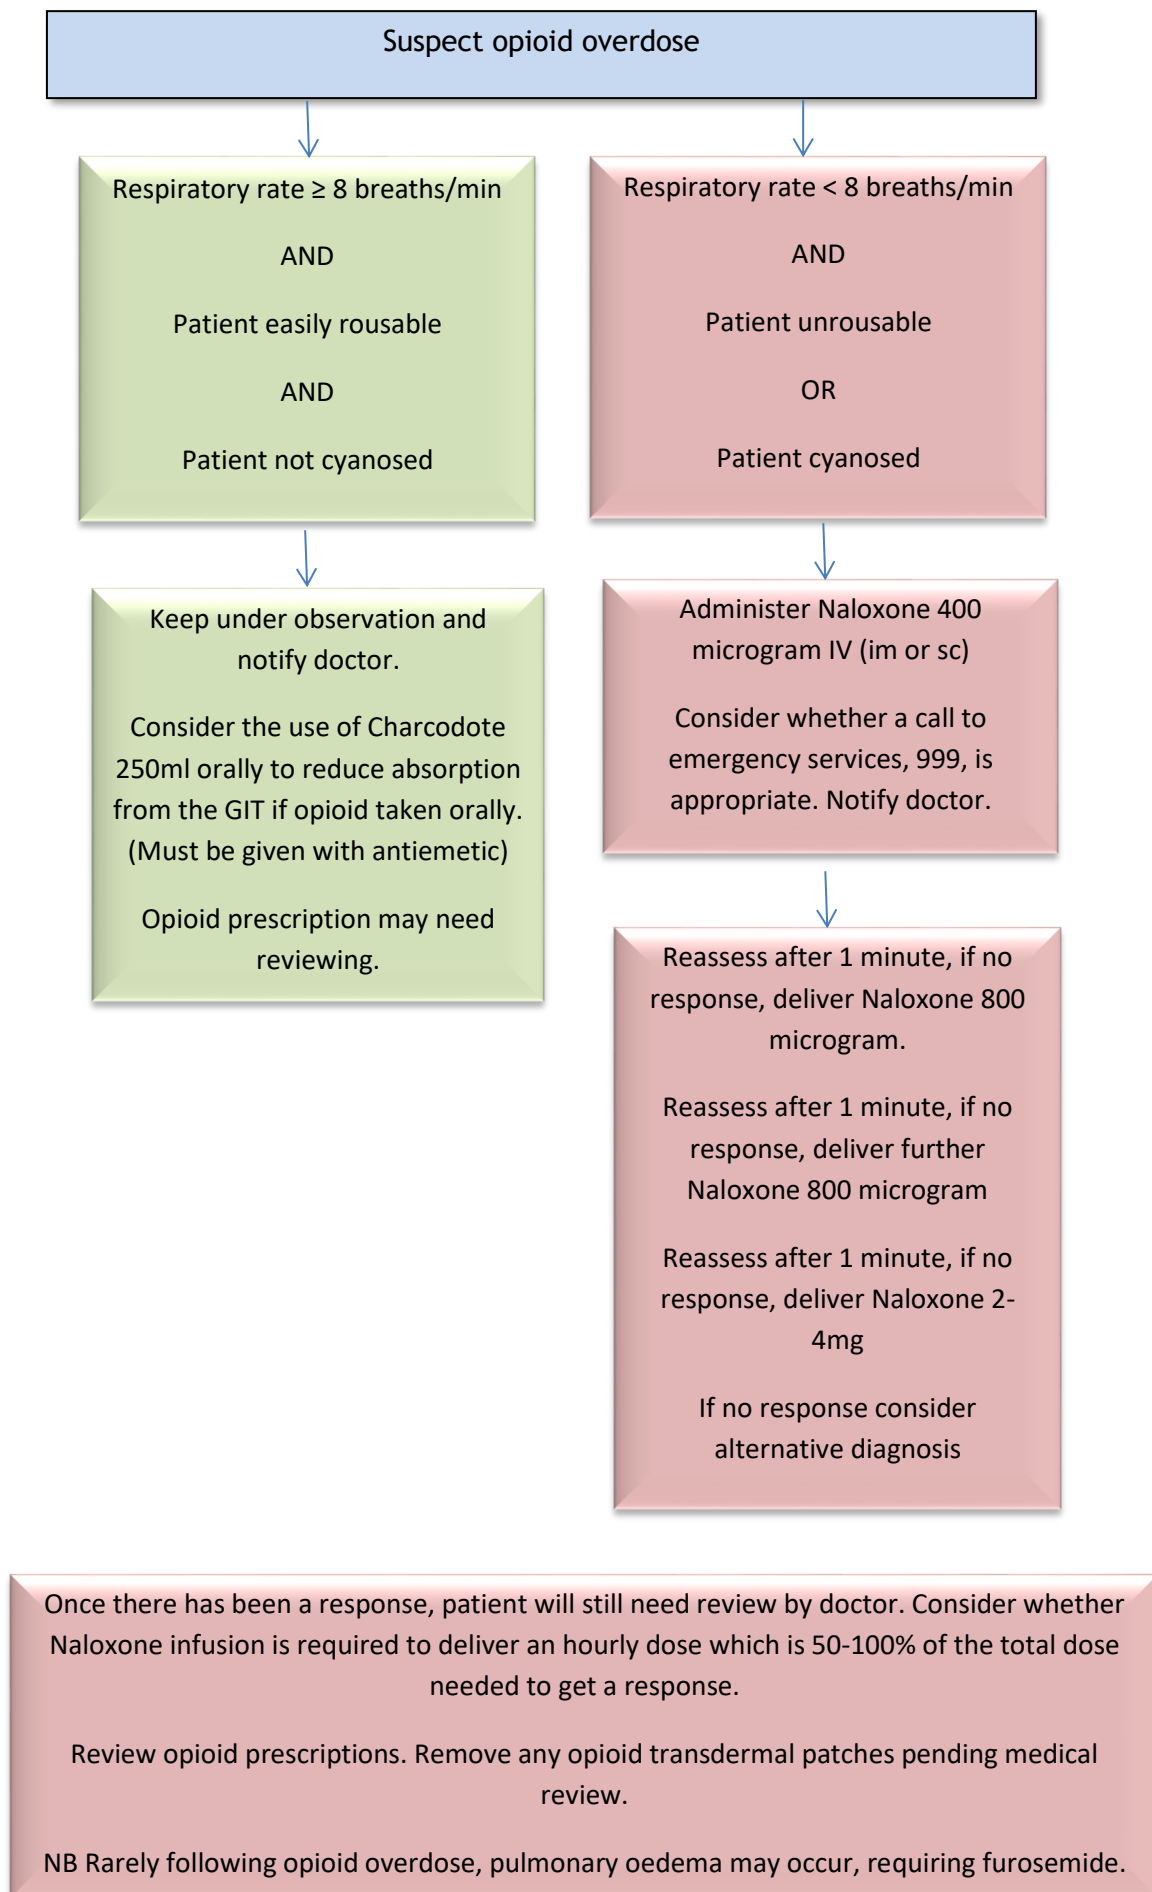 Suspect opioid overdose
Respiratory rate ≥ 8 breaths/min
AND
Patient easily rousable
AND
Patient not cyanosed
Respiratory rate < 8 breaths/min
AND
Patient unrousable
OR
Patient cyanosed
Keep under observation and
notify doctor.
Consider the use of Charcodote
250ml orally to reduce absorption
from the GIT if opioid taken orally.
(Must be given with antiemetic)
Opioid prescription may need
reviewing.
Administer Naloxone 400
microgram IV (im or sc)
Consider whether a call to
emergency services, 999, is
appropriate. Notify doctor.
Reassess after 1 minute, if no
response, deliver Naloxone 800
microgram.
Reassess after 1 minute, if no
response, deliver further
Naloxone 800 microgram
Reassess after 1 minute, if no
response, deliver Naloxone 2-
4mg
If no response consider
alternative diagnosis
Once there has been a response, patient will still need review by doctor. Consider whether
Naloxone infusion is required to deliver an hourly dose which is 50-100% of the total dose
needed to get a response.
Review opioid prescriptions. Remove any opioid transdermal patches pending medical
review.
NB Rarely following opioid overdose, pulmonary oedema may occur, requiring furosemide.